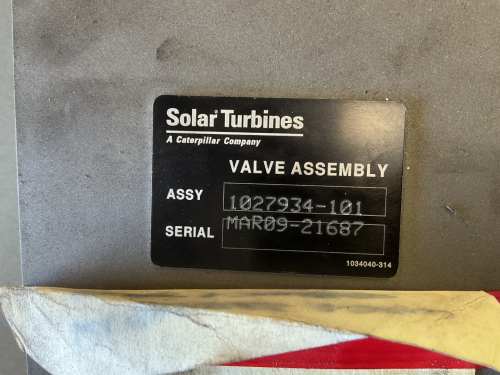 Solar® Turbines
A Caterpillar Company
VALVE ASSEMBLY
ASSY 1027934-101
SERIAL MAR09-21687
1034040-314